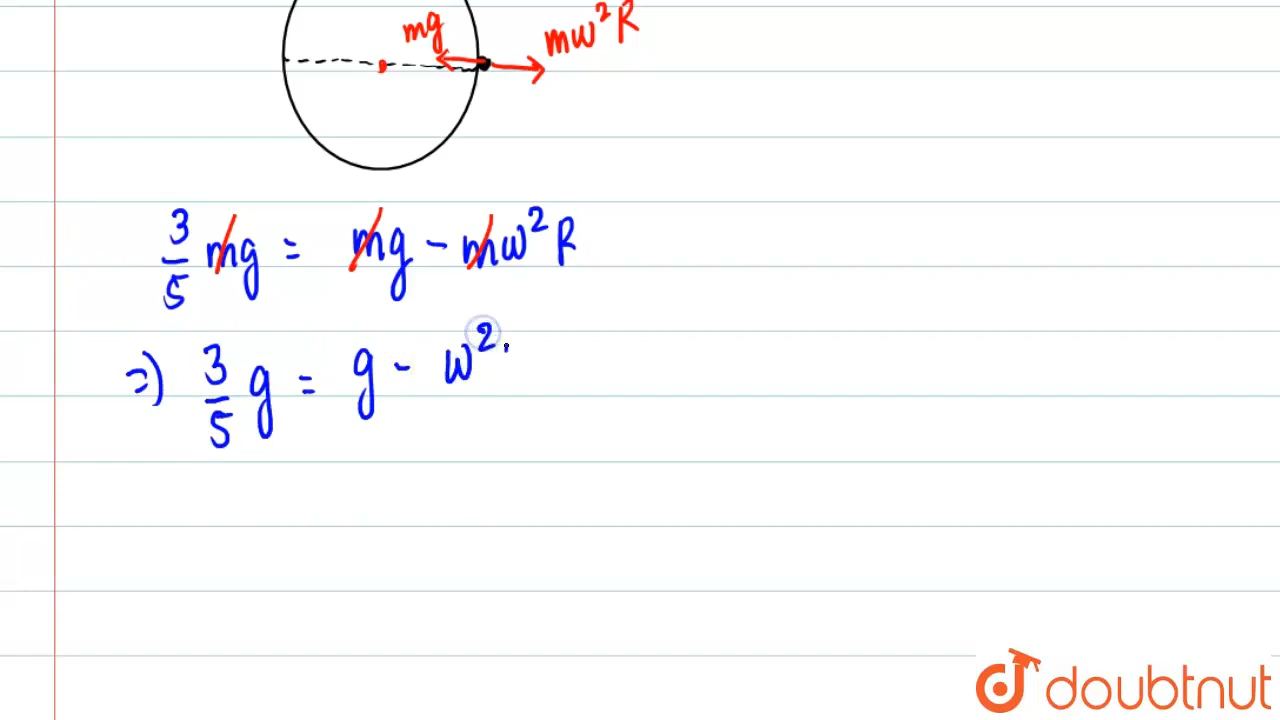 mg
mω²R
3/5 mg = mg - mω²R
=) 3/5 g = g - ω²
doubtnut